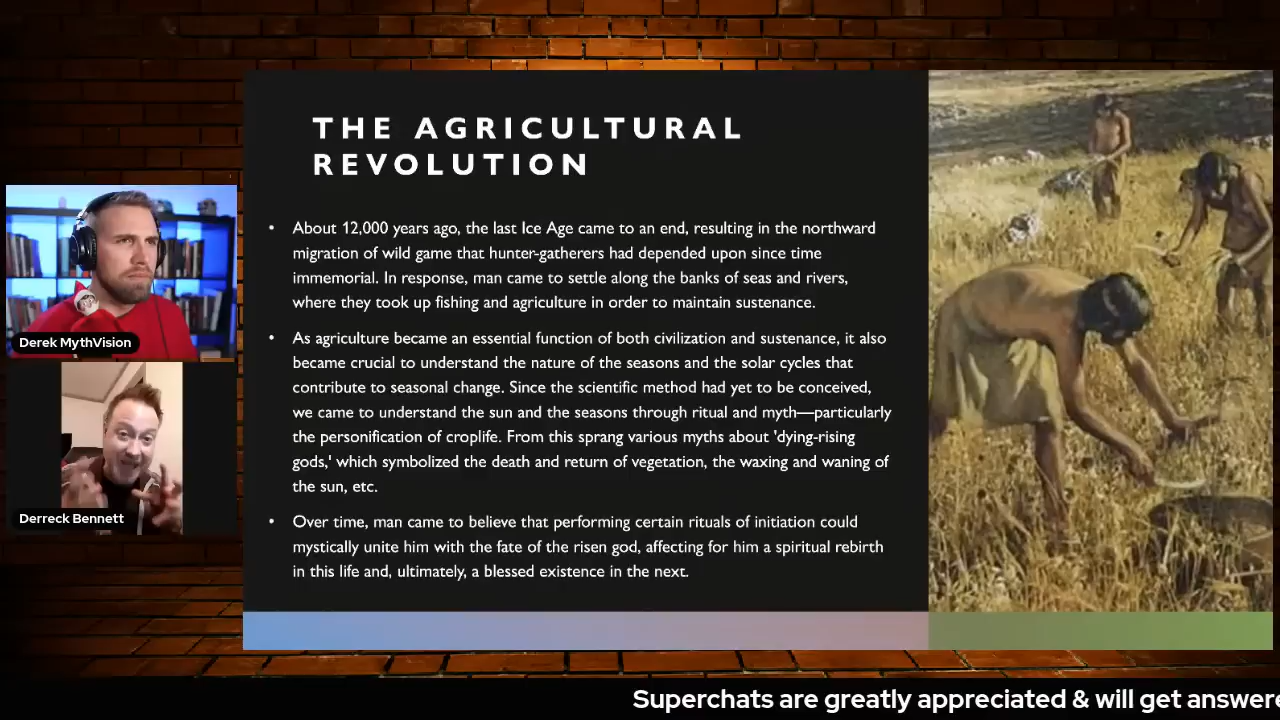 THE AGRICULTURAL
REVOLUTION
• About 12,000 years ago, the last Ice Age came to an end, resulting in the northward
migration of wild game that hunter-gatherers had depended upon since time
immemorial. In response, man came to settle along the banks of seas and rivers,
where they took up fishing and agriculture in order to maintain sustenance.
• As agriculture became an essential function of both civilization and sustenance, it also
became crucial to understand the nature of the seasons and the solar cycles that
contribute to seasonal change. Since the scientific method had yet to be conceived,
we came to understand the sun and the seasons through ritual and myth—particularly
the personification of croplife. From this sprang various myths about 'dying-rising
gods,' which symbolized the death and return of vegetation, the waxing and waning of
the sun, etc.
• Over time, man came to believe that performing certain rituals of initiation could
mystically unite him with the fate of the risen god, affecting for him a spiritual rebirth
in this life and, ultimately, a blessed existence in the next.
Derek MythVision
Derreck Bennett
Superchats are greatly appreciated & will get answere